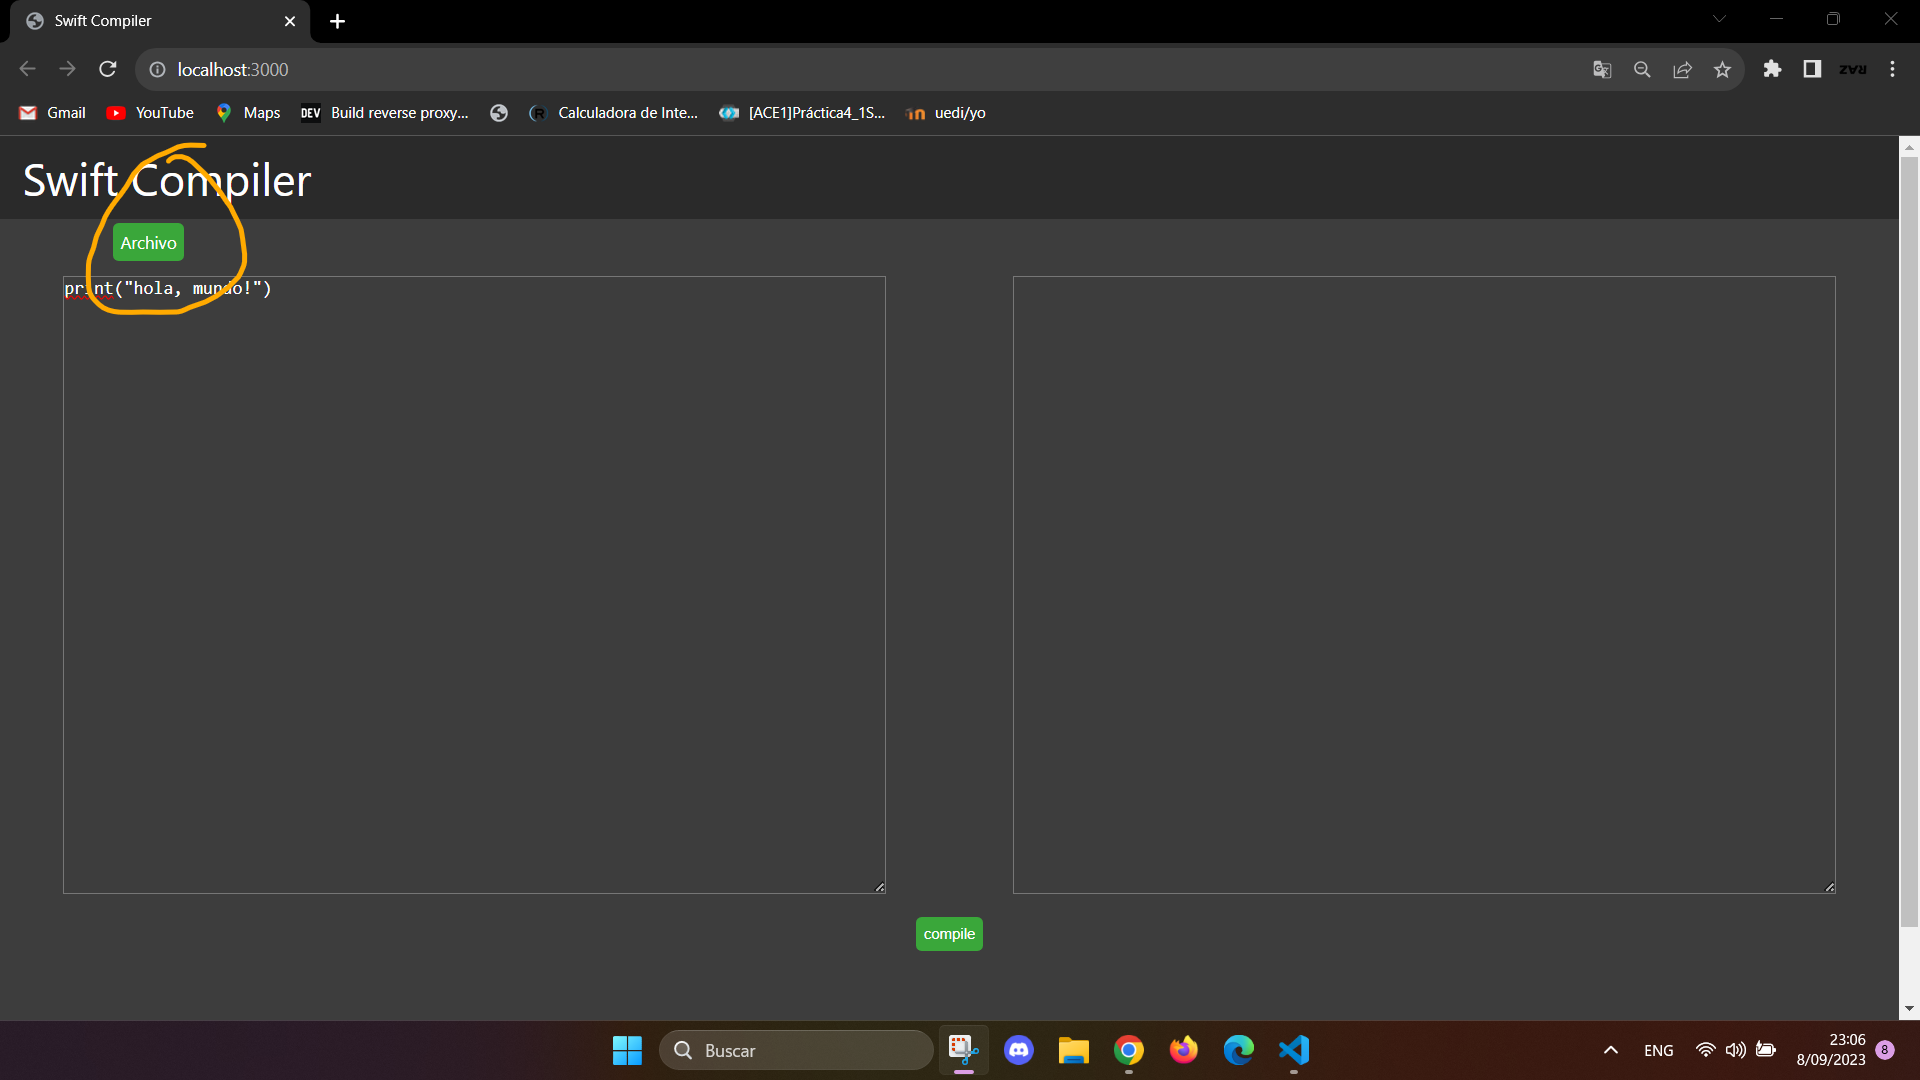 Swift Compiler
localhost:3000
Gmail YouTube Maps DEV Build reverse proxy... Calculadora de Inte... [ACE1]Práctica4_1S... uedi/yo
Swift Compiler
Archivo
print("hola, mundo!")
compile
Buscar
ENG
23:06
8/09/2023
8